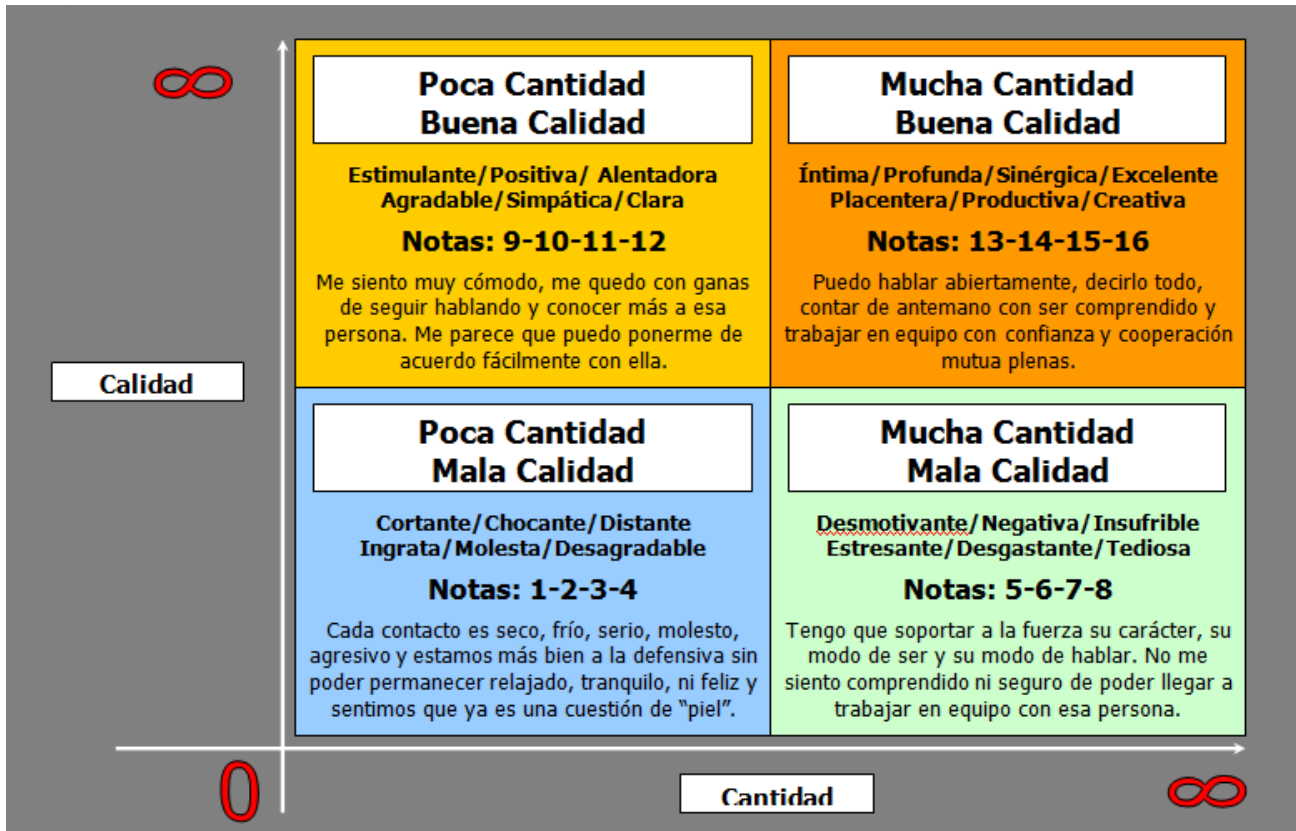 ∞
Poca Cantidad
Buena Calidad
Estimulante/Positiva/ Alentadora
Agradable/Simpática/Clara
Notas: 9-10-11-12
Me siento muy cómodo, me quedo con ganas
de seguir hablando y conocer más a esa
persona. Me parece que puedo ponerme de
acuerdo fácilmente con ella.
Mucha Cantidad
Buena Calidad
Íntima/Profunda/Sinérgica/Excelente
Placentera/Productiva/Creativa
Notas: 13-14-15-16
Puedo hablar abiertamente, decirlo todo,
contar de antemano con ser comprendido y
trabajar en equipo con confianza y cooperación
mutua plenas.
Calidad
Poca Cantidad
Mala Calidad
Cortante/Chocante/Distante
Ingrata/Molesta/Desagradable
Notas: 1-2-3-4
Cada contacto es seco, frío, serio, molesto,
agresivo y estamos más bien a la defensiva sin
poder permanecer relajado, tranquilo, ni feliz y
sentimos que ya es una cuestión de “piel”.
Mucha Cantidad
Mala Calidad
Desmotivante/Negativa/Insufrible
Estresante/Desgastante/Tediosa
Notas: 5-6-7-8
Tengo que soportar a la fuerza su carácter, su
modo de ser y su modo de hablar. No me
siento comprendido ni seguro de poder llegar a
trabajar en equipo con esa persona.
0
Cantidad
∞